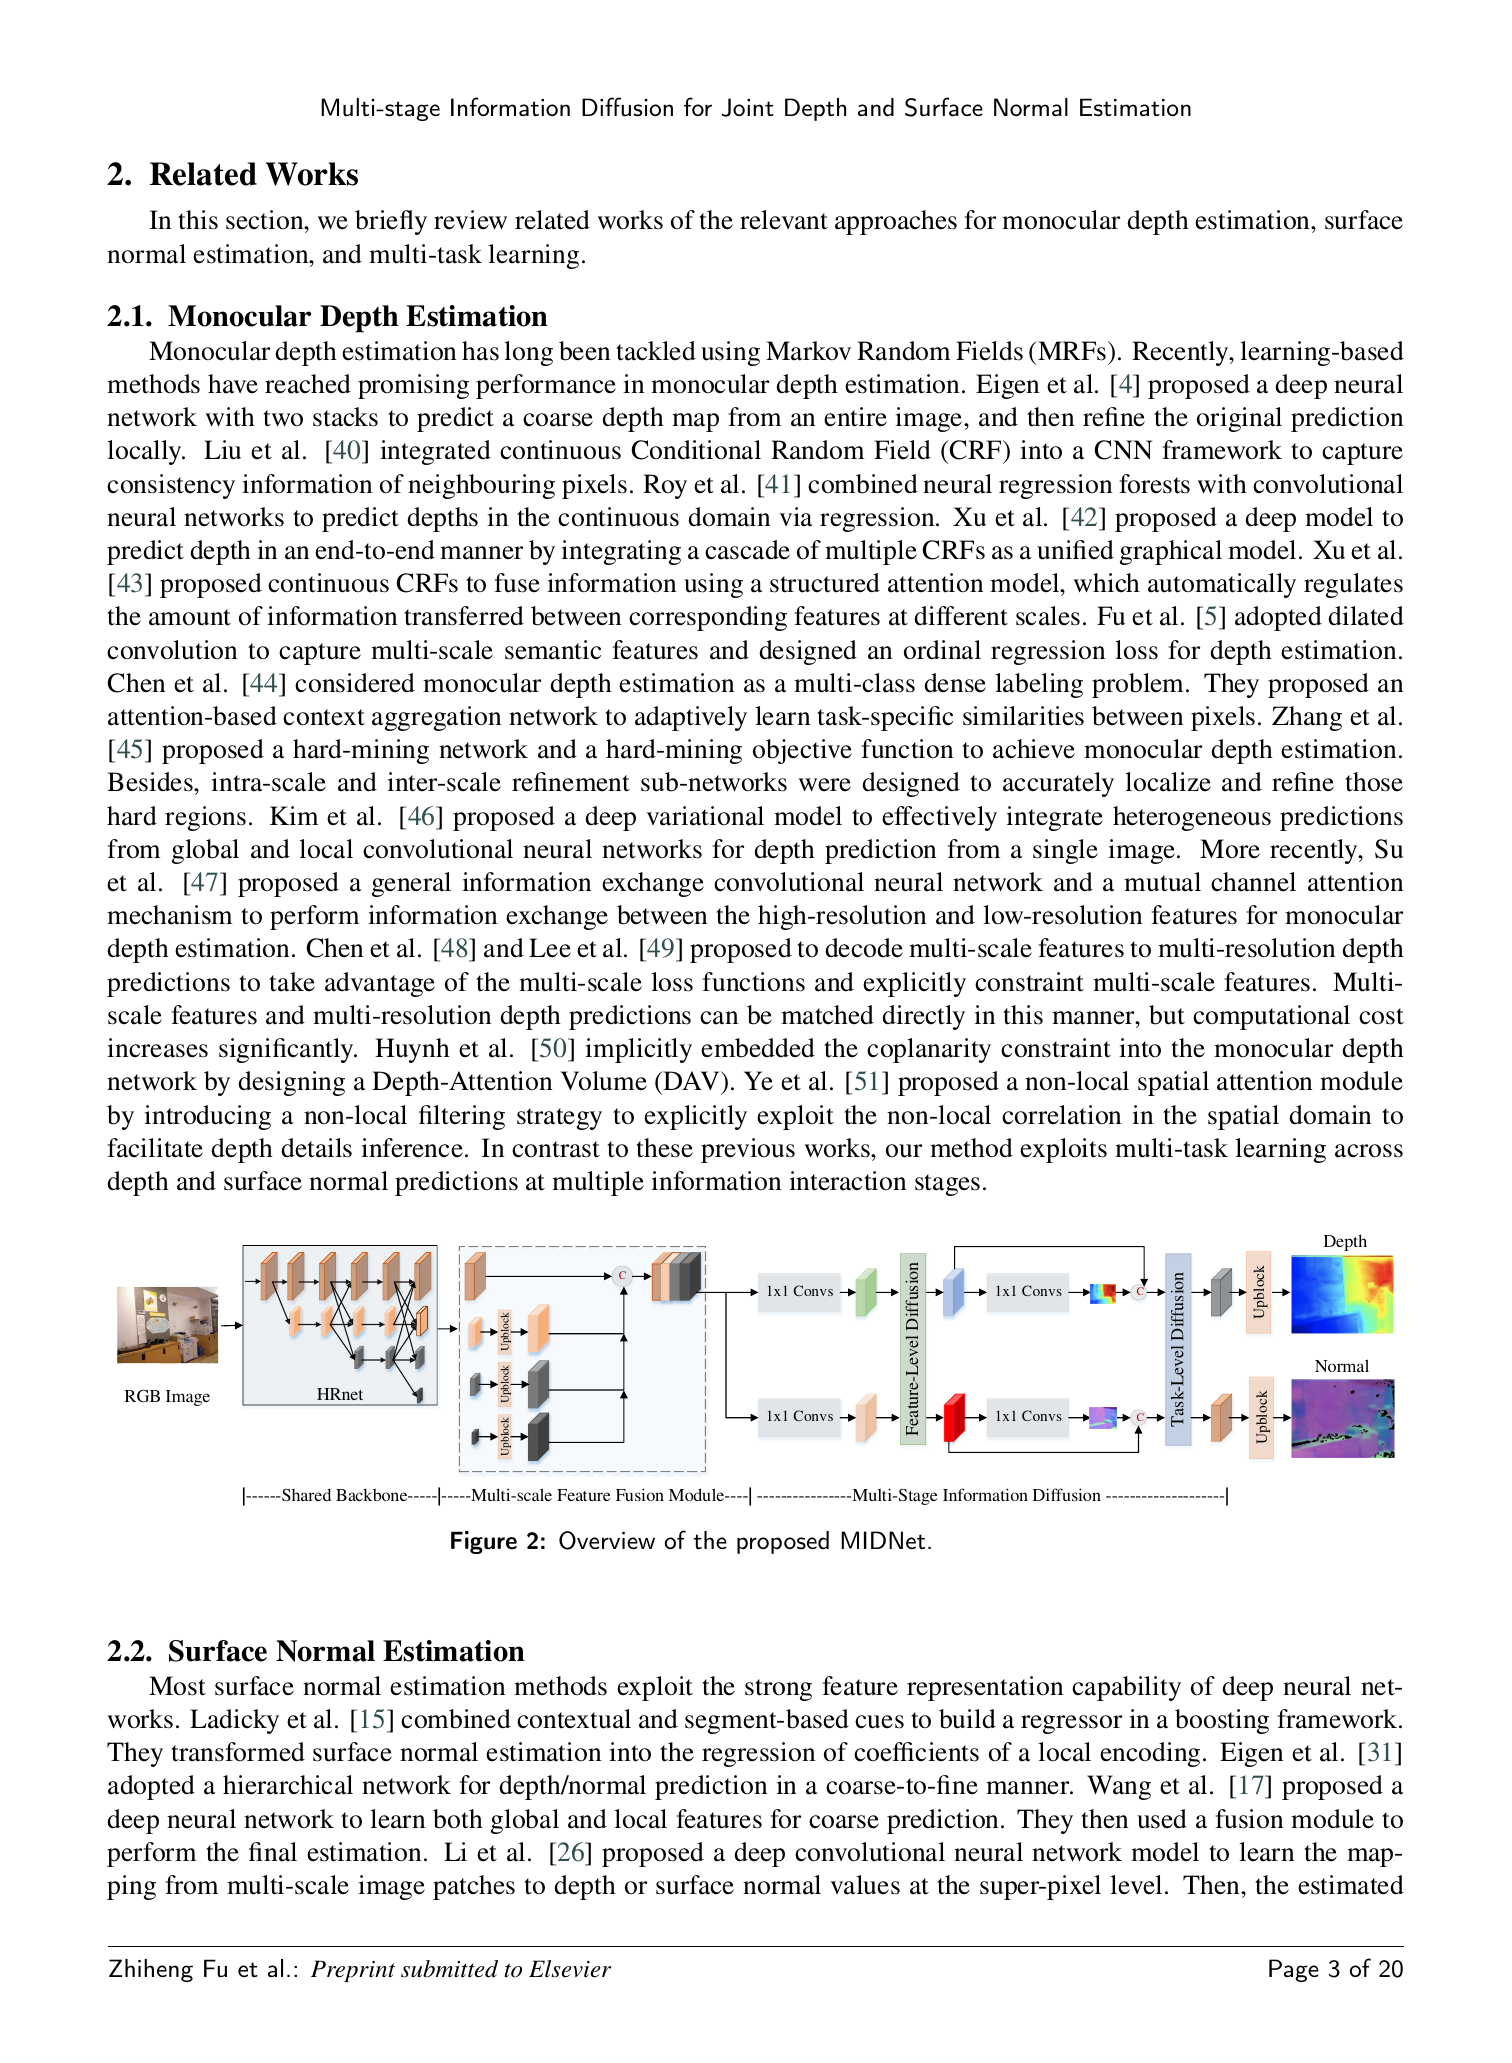 Multi-stage Information Diffusion for Joint Depth and Surface Normal Estimation
2. Related Works
In this section, we briefly review related works of the relevant approaches for monocular depth estimation, surface
normal estimation, and multi-task learning.
2.1. Monocular Depth Estimation
Monocular depth estimation has long been tackled using Markov Random Fields (MRFs). Recently, learning-based
methods have reached promising performance in monocular depth estimation. Eigen et al. [4] proposed a deep neural
network with two stacks to predict a coarse depth map from an entire image, and then refine the original prediction
locally. Liu et al. [40] integrated continuous Conditional Random Field (CRF) into a CNN framework to capture
consistency information of neighbouring pixels. Roy et al. [41] combined neural regression forests with convolutional
neural networks to predict depths in the continuous domain via regression. Xu et al. [42] proposed a deep model to
predict depth in an end-to-end manner by integrating a cascade of multiple CRFs as a unified graphical model. Xu et al.
[43] proposed continuous CRFs to fuse information using a structured attention model, which automatically regulates
the amount of information transferred between corresponding features at different scales. Fu et al. [5] adopted dilated
convolution to capture multi-scale semantic features and designed an ordinal regression loss for depth estimation.
Chen et al. [44] considered monocular depth estimation as a multi-class dense labeling problem. They proposed an
attention-based context aggregation network to adaptively learn task-specific similarities between pixels. Zhang et al.
[45] proposed a hard-mining network and a hard-mining objective function to achieve monocular depth estimation.
Besides, intra-scale and inter-scale refinement sub-networks were designed to accurately localize and refine those
hard regions. Kim et al. [46] proposed a deep variational model to effectively integrate heterogeneous predictions
from global and local convolutional neural networks for depth prediction from a single image. More recently, Su
et al. [47] proposed a general information exchange convolutional neural network and a mutual channel attention
mechanism to perform information exchange between the high-resolution and low-resolution features for monocular
depth estimation. Chen et al. [48] and Lee et al. [49] proposed to decode multi-scale features to multi-resolution depth
predictions to take advantage of the multi-scale loss functions and explicitly constraint multi-scale features. Multi-
scale features and multi-resolution depth predictions can be matched directly in this manner, but computational cost
increases significantly. Huynh et al. [50] implicitly embedded the coplanarity constraint into the monocular depth
network by designing a Depth-Attention Volume (DAV). Ye et al. [51] proposed a non-local spatial attention module
by introducing a non-local filtering strategy to explicitly exploit the non-local correlation in the spatial domain to
facilitate depth details inference. In contrast to these previous works, our method exploits multi-task learning across
depth and surface normal predictions at multiple information interaction stages.
RGB Image
HRnet
Upblock
Upblock
Upblock
C
1x1 Convs
1x1 Convs
Feature-Level Diffusion
1x1 Convs
1x1 Convs
C
C
Task-Level Diffusion
Upblock
Upblock
Depth
Normal
|------Shared Backbone-----|-----Multi-scale Feature Fusion Module----| ----------------Multi-Stage Information Diffusion --------------------|
Figure 2: Overview of the proposed MIDNet.
2.2. Surface Normal Estimation
Most surface normal estimation methods exploit the strong feature representation capability of deep neural net-
works. Ladicky et al. [15] combined contextual and segment-based cues to build a regressor in a boosting framework.
They transformed surface normal estimation into the regression of coefficients of a local encoding. Eigen et al. [31]
adopted a hierarchical network for depth/normal prediction in a coarse-to-fine manner. Wang et al. [17] proposed a
deep neural network to learn both global and local features for coarse prediction. They then used a fusion module to
perform the final estimation. Li et al. [26] proposed a deep convolutional neural network model to learn the map-
ping from multi-scale image patches to depth or surface normal values at the super-pixel level. Then, the estimated
Zhiheng Fu et al.: Preprint submitted to Elsevier
Page 3 of 20